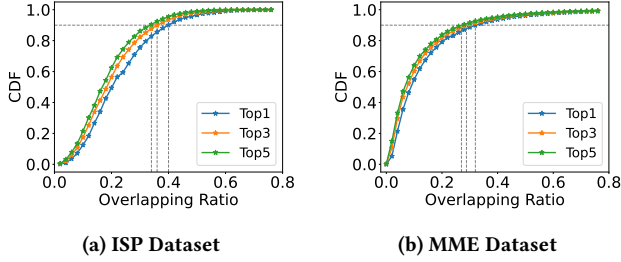 1.0
0.8
0.6
0.4
0.2
0.0
CDF
Top1
Top3
Top5
0.0 0.2 0.4 0.6 0.8
Overlapping Ratio
(a) ISP Dataset
1.0
0.8
0.6
0.4
0.2
0.0
CDF
Top1
Top3
Top5
0.0 0.2 0.4 0.6 0.8
Overlapping Ratio
(b) MME Dataset